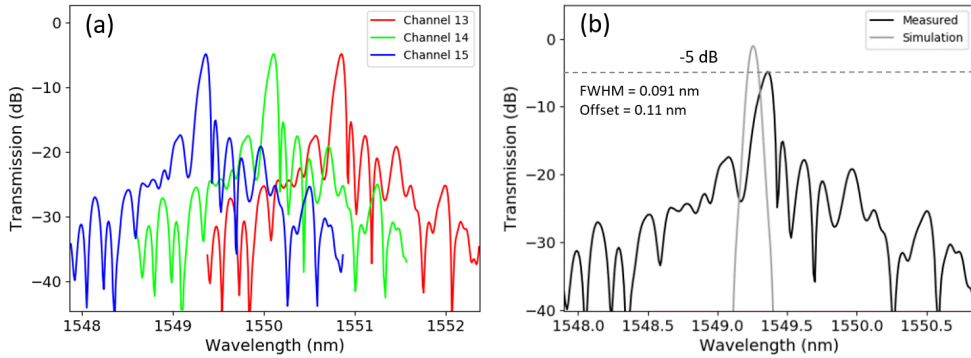 (a)
Channel 13
Channel 14
Channel 15
0
−10
−20
−30
−40
Transmission (dB)
1548
1549
1550
1551
1552
Wavelength (nm)
(b)
Measured
Simulation
-5 dB
FWHM = 0.091 nm
Offset = 0.11 nm
0
−10
−20
−30
−40
Transmission (dB)
1548.0
1548.5
1549.0
1549.5
1550.0
1550.5
Wavelength (nm)